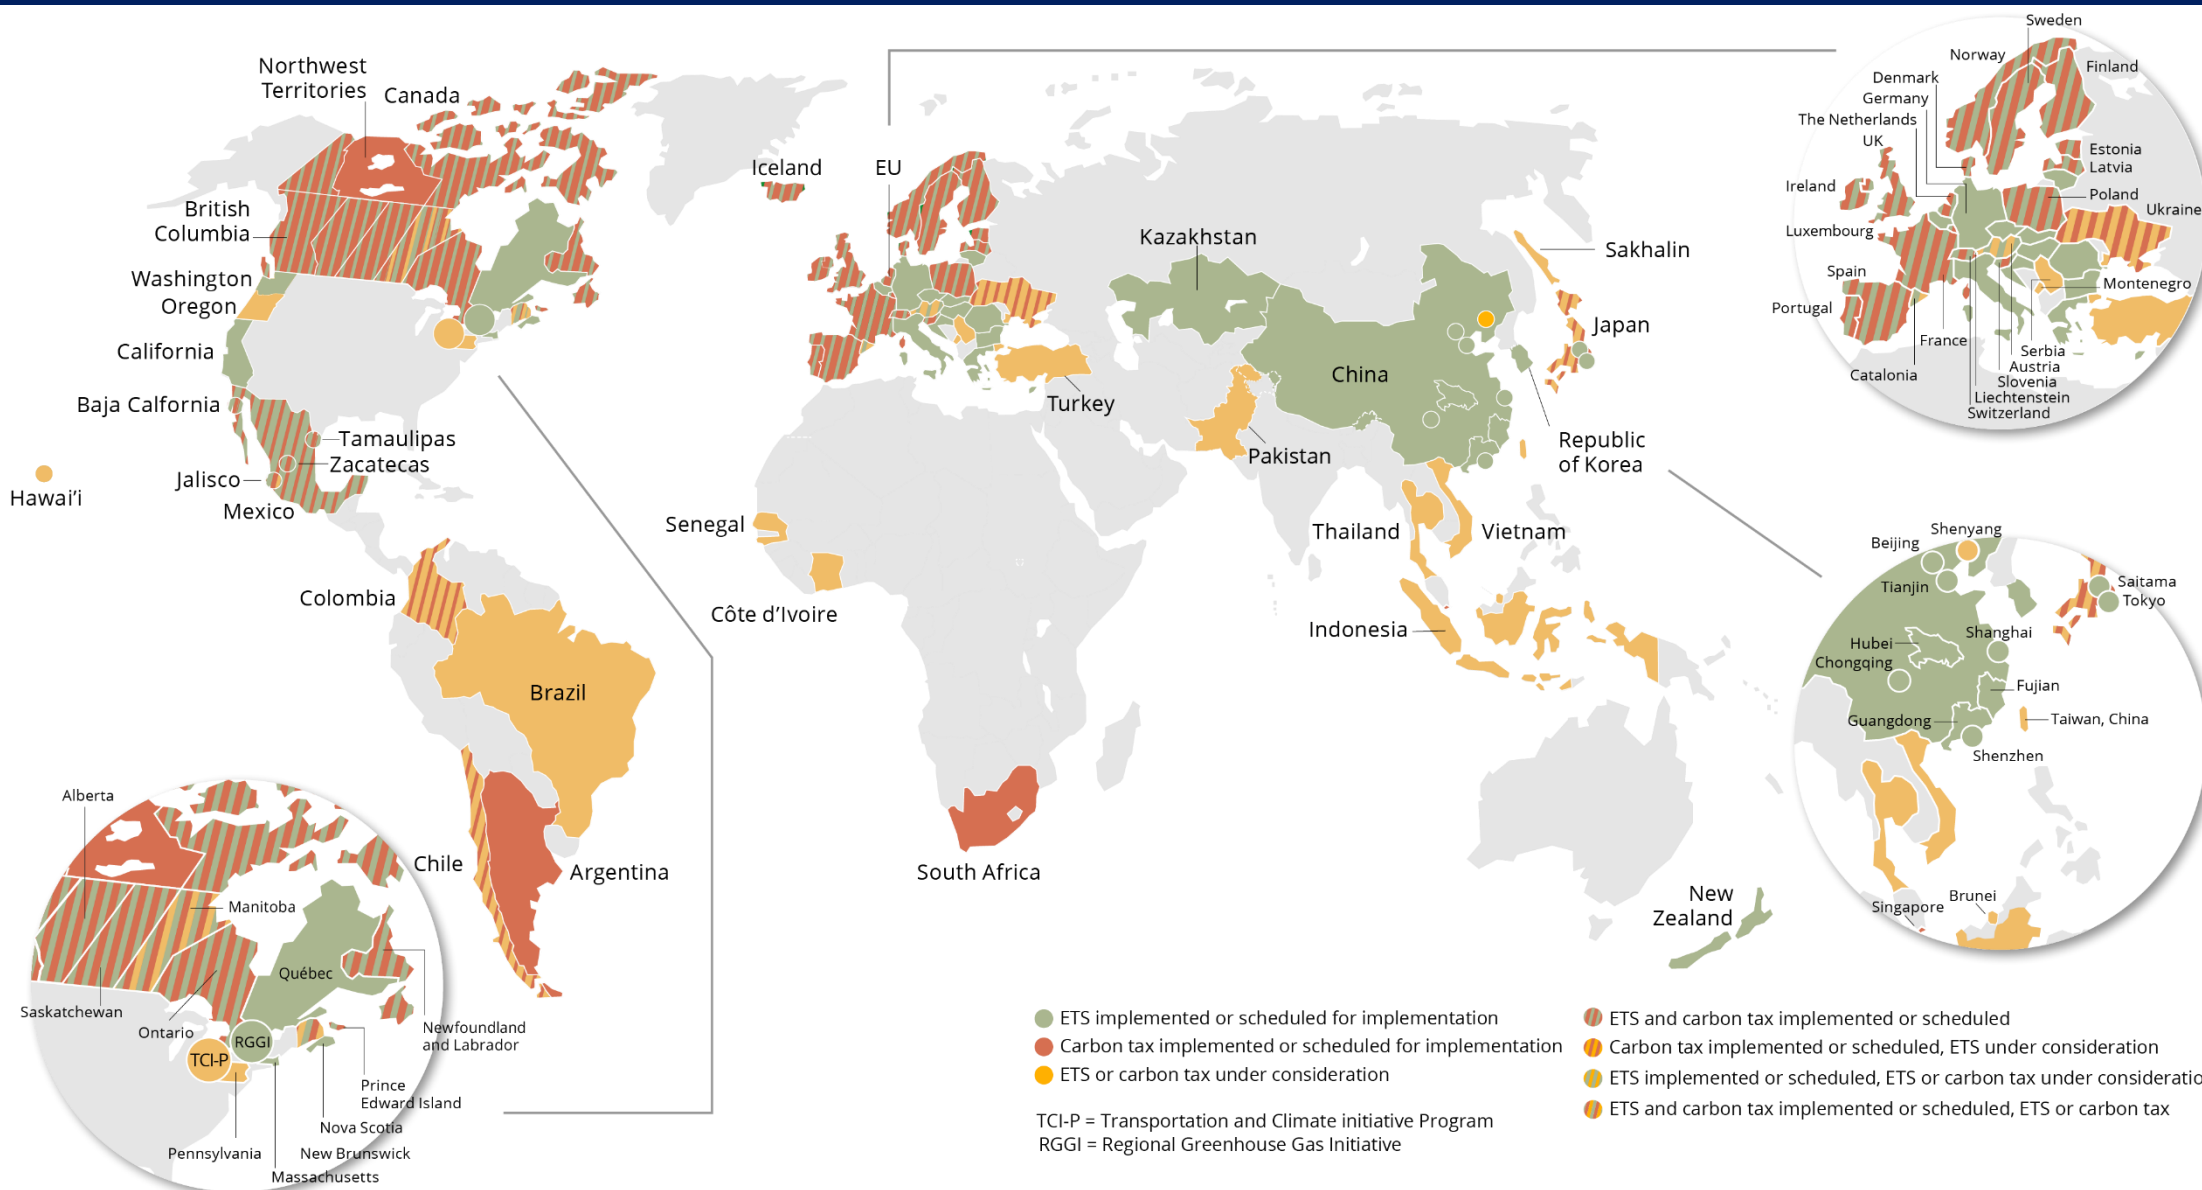 Northwest
Territories
Canada
British
Columbia
Washington
Oregon
California
Baja Calfornia
Tamaulipas
Zacatecas
Jalisco
Mexico
Hawai’i
Colombia
Brazil
Chile
Argentina
Iceland
EU
Kazakhstan
Sakhalin
Japan
China
Turkey
Pakistan
Republic
of Korea
Senegal
Côte d’Ivoire
Thailand
Vietnam
Indonesia
South Africa
New
Zealand
Sweden
Norway
Finland
Denmark
Germany
The Netherlands
UK
Estonia
Latvia
Ireland
Poland
Ukraine
Luxembourg
Spain
Montenegro
Portugal
France
Serbia
Austria
Catalonia
Slovenia
Liechtenstein
Switzerland
Shenyang
Beijing
Tianjin
Saitama
Tokyo
Shanghai
Hubei
Chongqing
Fujian
Guangdong
Taiwan, China
Shenzhen
Brunei
Singapore
Alberta
Manitoba
Québec
Saskatchewan
Ontario
RGGI
TCI-P
Newfoundland
and Labrador
Prince
Edward Island
Nova Scotia
Pennsylvania
New Brunswick
Massachusetts
ETS implemented or scheduled for implementation
Carbon tax implemented or scheduled for implementation
ETS or carbon tax under consideration
TCI-P = Transportation and Climate initiative Program
RGGI = Regional Greenhouse Gas Initiative
ETS and carbon tax implemented or scheduled
Carbon tax implemented or scheduled, ETS under consideration
ETS implemented or scheduled, ETS or carbon tax under consideratio
ETS and carbon tax implemented or scheduled, ETS or carbon tax